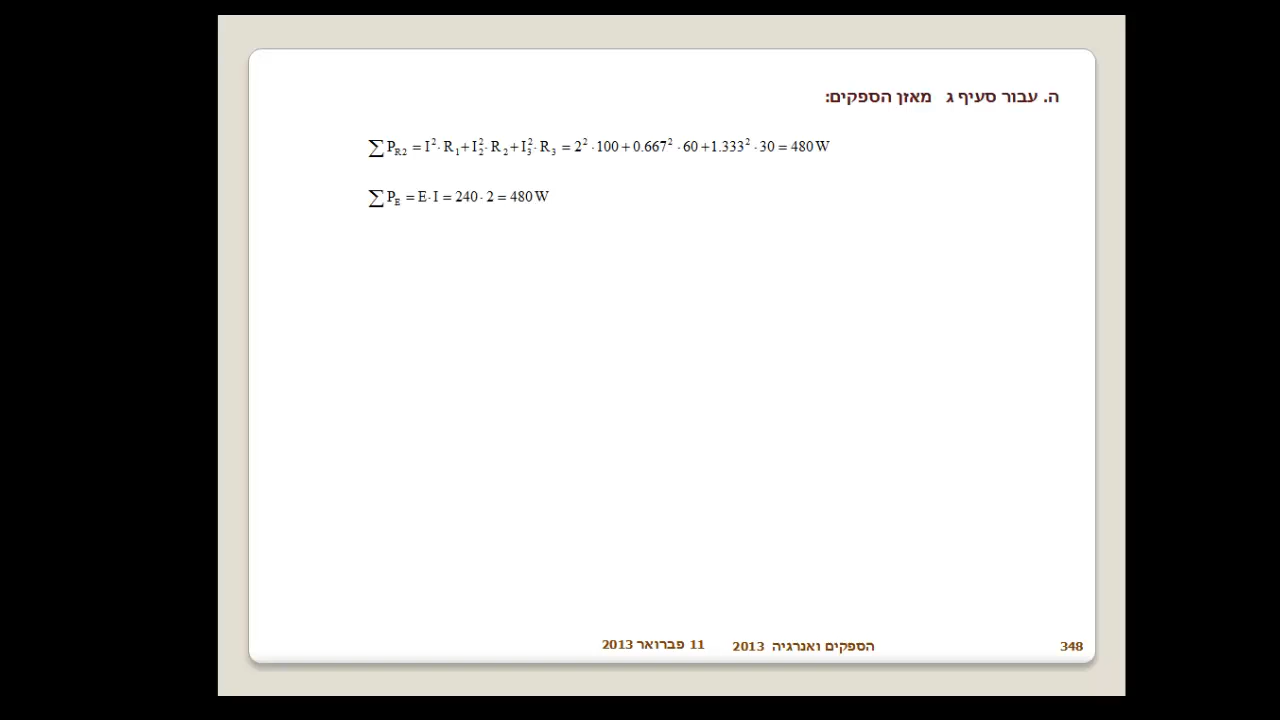 ה. עבור סעיף ג מאזן הספקים:
∑P_R2 = I²·R₁+I₂²·R₂+I₃²·R₃ = 2²·100+0.667²·60+1.333²·30 = 480 W
∑P_E = E·I = 240·2 = 480 W
348 הספקים ואנרגיה 2013 11 פברואר 2013